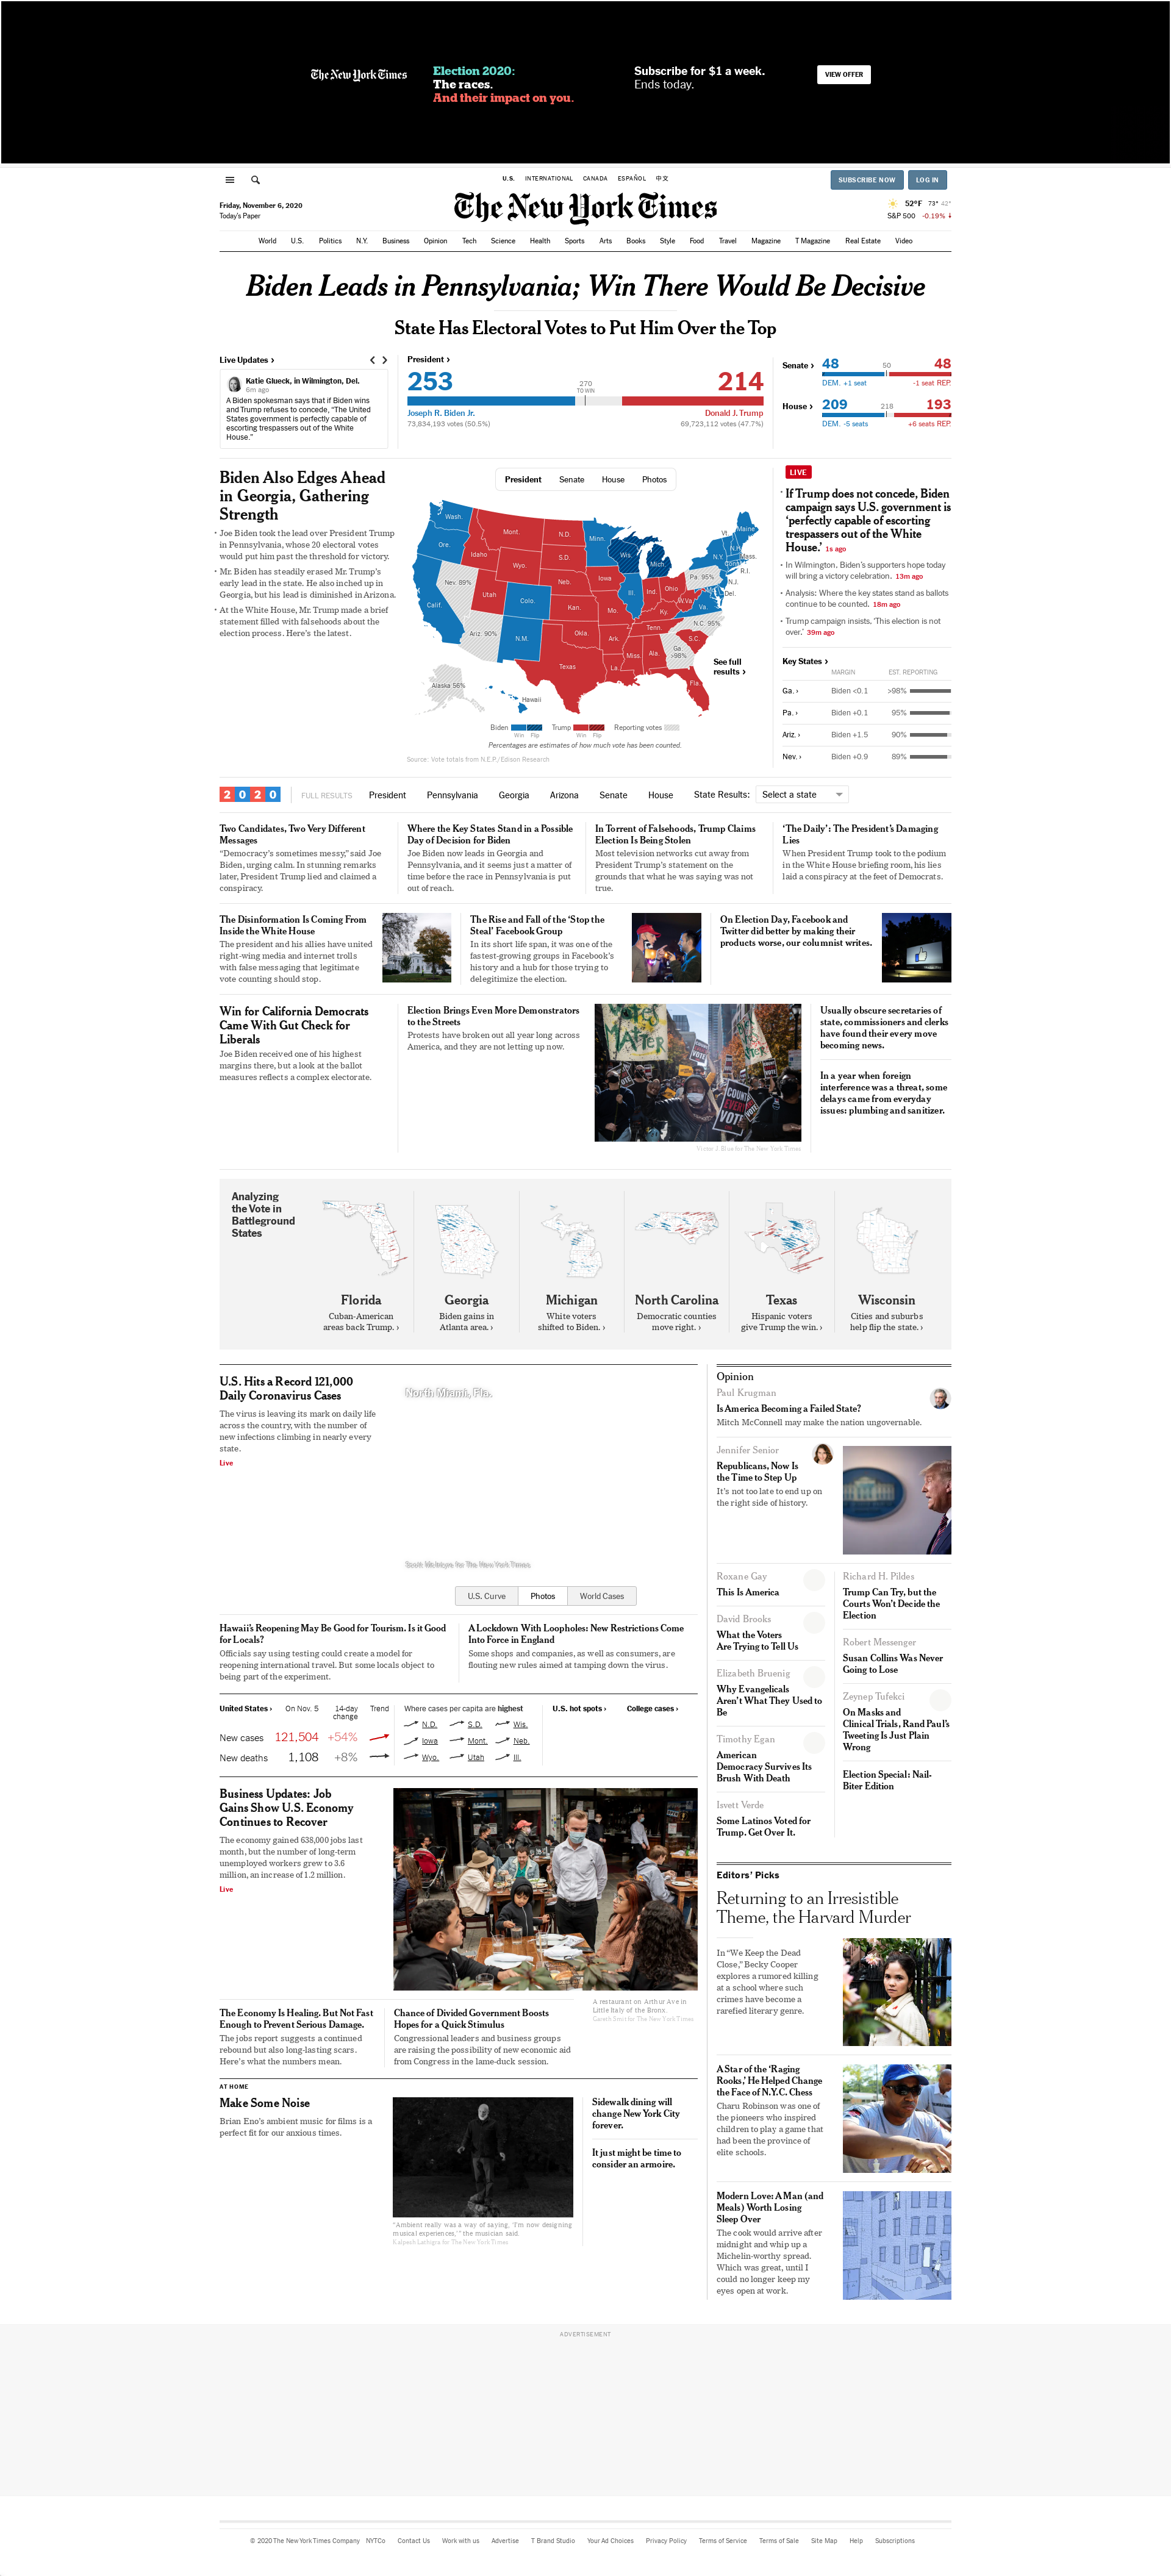 The New York Times
Election 2020:
The races.
And their impact on you.
Subscribe for $1 a week.
Ends today.
VIEW OFFER
U.S.
INTERNATIONAL
CANADA
ESPAÑOL
中文
SUBSCRIBE NOW
LOG IN
Friday, November 6, 2020
Today's Paper
The New York Times
52°F 73° 42°
S&P 500 -0.19%
World U.S. Politics N.Y. Business Opinion Tech Science Health Sports Arts Books Style Food Travel Magazine T Magazine Real Estate Video
Biden Leads in Pennsylvania; Win There Would Be Decisive
State Has Electoral Votes to Put Him Over the Top
Live Updates ›
Katie Glueck, in Wilmington, Del.
6m ago
A Biden spokesman says that if Biden wins
and Trump refuses to concede, “The United
States government is perfectly capable of
escorting trespassers out of the White
House.”
President ›
253
270
TO WIN
214
Joseph R. Biden Jr.
Donald J. Trump
73,834,193 votes (50.5%)
69,723,112 votes (47.7%)
Senate ›
48 50 48
DEM. +1 seat
-1 seat REP.
House ›
209 218 193
DEM. -5 seats
+6 seats REP.
Biden Also Edges Ahead
in Georgia, Gathering
Strength
Joe Biden took the lead over President Trump
in Pennsylvania, whose 20 electoral votes
would put him past the threshold for victory.
Mr. Biden has steadily erased Mr. Trump's
early lead in the state. He also inched up in
Georgia, but his lead is diminished in Arizona.
At the White House, Mr. Trump made a brief
statement filled with falsehoods about the
election process. Here's the latest.
President Senate House Photos
Wash.
Ore.
Calif.
Nev. 89%
Idaho
Mont.
Wyo.
Utah
Ariz. 90%
Colo.
N.M.
N.D.
S.D.
Neb.
Kan.
Okla.
Texas
Minn.
Iowa
Mo.
Ark.
La.
Wis.
Ill.
Mich.
Ind.
Ohio
Ky.
Tenn.
Miss.
Ala.
Ga.
>98%
Fla.
S.C.
N.C. 95%
Va.
W.Va.
Pa. 95%
N.Y.
Vt.
N.H.
Maine
Mass.
Conn.
R.I.
N.J.
Del.
Alaska 56%
Hawaii
See full
results ›
Biden Trump Reporting votes
Win Flip Win Flip
Percentages are estimates of how much vote has been counted.
Source: Vote totals from N.E.P./Edison Research
LIVE
If Trump does not concede, Biden
campaign says U.S. government is
‘perfectly capable of escorting
trespassers out of the White
House.’ 1s ago
In Wilmington, Biden's supporters hope today
will bring a victory celebration. 13m ago
Analysis: Where the key states stand as ballots
continue to be counted. 18m ago
Trump campaign insists, ‘This election is not
over.’ 39m ago
Key States ›
MARGIN EST. REPORTING
Ga. › Biden <0.1 >98%
Pa. › Biden +0.1 95%
Ariz. › Biden +1.5 90%
Nev. › Biden +0.9 89%
2020
FULL RESULTS President Pennsylvania Georgia Arizona Senate House State Results: Select a state
Two Candidates, Two Very Different
Messages
“Democracy's sometimes messy,” said Joe
Biden, urging calm. In stunning remarks
later, President Trump lied and claimed a
conspiracy.
Where the Key States Stand in a Possible
Day of Decision for Biden
Joe Biden now leads in Georgia and
Pennsylvania, and it seems just a matter of
time before the race in Pennsylvania is put
out of reach.
In Torrent of Falsehoods, Trump Claims
Election Is Being Stolen
Most television networks cut away from
President Trump's statement on the
grounds that what he was saying was not
true.
‘The Daily’: The President's Damaging
Lies
When President Trump took to the podium
in the White House briefing room, his lies
laid a conspiracy at the feet of Democrats.
The Disinformation Is Coming From
Inside the White House
The president and his allies have united
right-wing media and internet trolls
with false messaging that legitimate
vote counting should stop.
The Rise and Fall of the ‘Stop the
Steal’ Facebook Group
In its short life span, it was one of the
fastest-growing groups in Facebook's
history and a hub for those trying to
delegitimize the election.
On Election Day, Facebook and
Twitter did better by making their
products worse, our columnist writes.
Win for California Democrats
Came With Gut Check for
Liberals
Joe Biden received one of his highest
margins there, but a look at the ballot
measures reflects a complex electorate.
Election Brings Even More Demonstrators
to the Streets
Protests have broken out all year long across
America, and they are not letting up now.
VOTES
LATER
COUNT
EVERY
VOTE
Victor J. Blue for The New York Times
Usually obscure secretaries of
state, commissioners and clerks
have found their every move
becoming news.
In a year when foreign
interference was a threat, some
delays came from everyday
issues: plumbing and sanitizer.
Analyzing
the Vote in
Battleground
States
Florida
Cuban-American
areas back Trump. ›
Georgia
Biden gains in
Atlanta area. ›
Michigan
White voters
shifted to Biden. ›
North Carolina
Democratic counties
move right. ›
Texas
Hispanic voters
give Trump the win. ›
Wisconsin
Cities and suburbs
help flip the state. ›
U.S. Hits a Record 121,000
Daily Coronavirus Cases
The virus is leaving its mark on daily life
across the country, with the number of
new infections climbing in nearly every
state.
Live
North Miami, Fla.
Scott McIntyre for The New York Times
U.S. Curve Photos World Cases
Hawaii's Reopening May Be Good for Tourism. Is it Good
for Locals?
Officials say using testing could create a model for
reopening international travel. But some locals object to
being part of the experiment.
A Lockdown With Loopholes: New Restrictions Come
Into Force in England
Some shops and companies, as well as consumers, are
flouting new rules aimed at tamping down the virus.
United States › On Nov. 5 14-day
change Trend
New cases 121,504 +54%
New deaths 1,108 +8%
Where cases per capita are highest
N.D. S.D. Wis.
Iowa Mont. Neb.
Wyo. Utah Ill.
U.S. hot spots ›
College cases ›
Business Updates: Job
Gains Show U.S. Economy
Continues to Recover
The economy gained 638,000 jobs last
month, but the number of long-term
unemployed workers grew to 3.6
million, an increase of 1.2 million.
Live
A restaurant on Arthur Ave in
Little Italy of the Bronx.
Gareth Smit for The New York Times
The Economy Is Healing. But Not Fast
Enough to Prevent Serious Damage.
The jobs report suggests a continued
rebound but also long-lasting scars.
Here's what the numbers mean.
Chance of Divided Government Boosts
Hopes for a Quick Stimulus
Congressional leaders and business groups
are raising the possibility of new economic aid
from Congress in the lame-duck session.
AT HOME
Make Some Noise
Brian Eno's ambient music for films is a
perfect fit for our anxious times.
“Ambient really was a way of saying, ‘I'm now designing
musical experiences,’” the musician said.
Kalpesh Lathigra for The New York Times
Sidewalk dining will
change New York City
forever.
It just might be time to
consider an armoire.
Opinion
Paul Krugman
Is America Becoming a Failed State?
Mitch McConnell may make the nation ungovernable.
Jennifer Senior
Republicans, Now Is
the Time to Step Up
It's not too late to end up on
the right side of history.
Roxane Gay
This Is America
David Brooks
What the Voters
Are Trying to Tell Us
Elizabeth Bruenig
Why Evangelicals
Aren't What They Used to
Be
Timothy Egan
American
Democracy Survives Its
Brush With Death
Isvett Verde
Some Latinos Voted for
Trump. Get Over It.
Richard H. Pildes
Trump Can Try, but the
Courts Won't Decide the
Election
Robert Messenger
Susan Collins Was Never
Going to Lose
Zeynep Tufekci
On Masks and
Clinical Trials, Rand Paul's
Tweeting Is Just Plain
Wrong
Election Special: Nail-
Biter Edition
Editors' Picks
Returning to an Irresistible
Theme, the Harvard Murder
In “We Keep the Dead
Close,” Becky Cooper
explores a rumored killing
at a school where such
crimes have become a
rarefied literary genre.
A Star of the ‘Raging
Rooks,’ He Helped Change
the Face of N.Y.C. Chess
Charu Robinson was one of
the pioneers who inspired
children to play a game that
had been the province of
elite schools.
Modern Love: A Man (and
Meals) Worth Losing
Sleep Over
The cook would arrive after
midnight and whip up a
Michelin-worthy spread.
Which was great, until I
could no longer keep my
eyes open at work.
ADVERTISEMENT
© 2020 The New York Times Company NYTCo Contact Us Work with us Advertise T Brand Studio Your Ad Choices Privacy Policy Terms of Service Terms of Sale Site Map Help Subscriptions